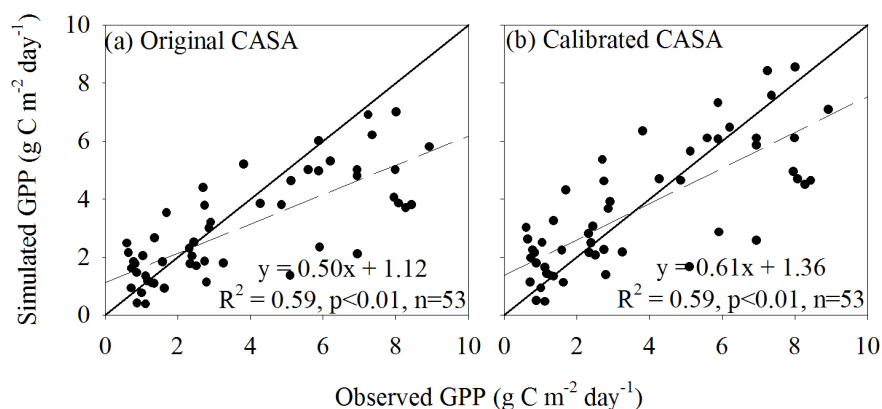 (a) Original CASA
(b) Calibrated CASA
Simulated GPP (g C m⁻² day⁻¹)
10
8
6
4
2
0
y = 0.50x + 1.12
R² = 0.59, p<0.01, n=53
y = 0.61x + 1.36
R² = 0.59, p<0.01, n=53
0 2 4 6 8 10 0 2 4 6 8 10
Observed GPP (g C m⁻² day⁻¹)